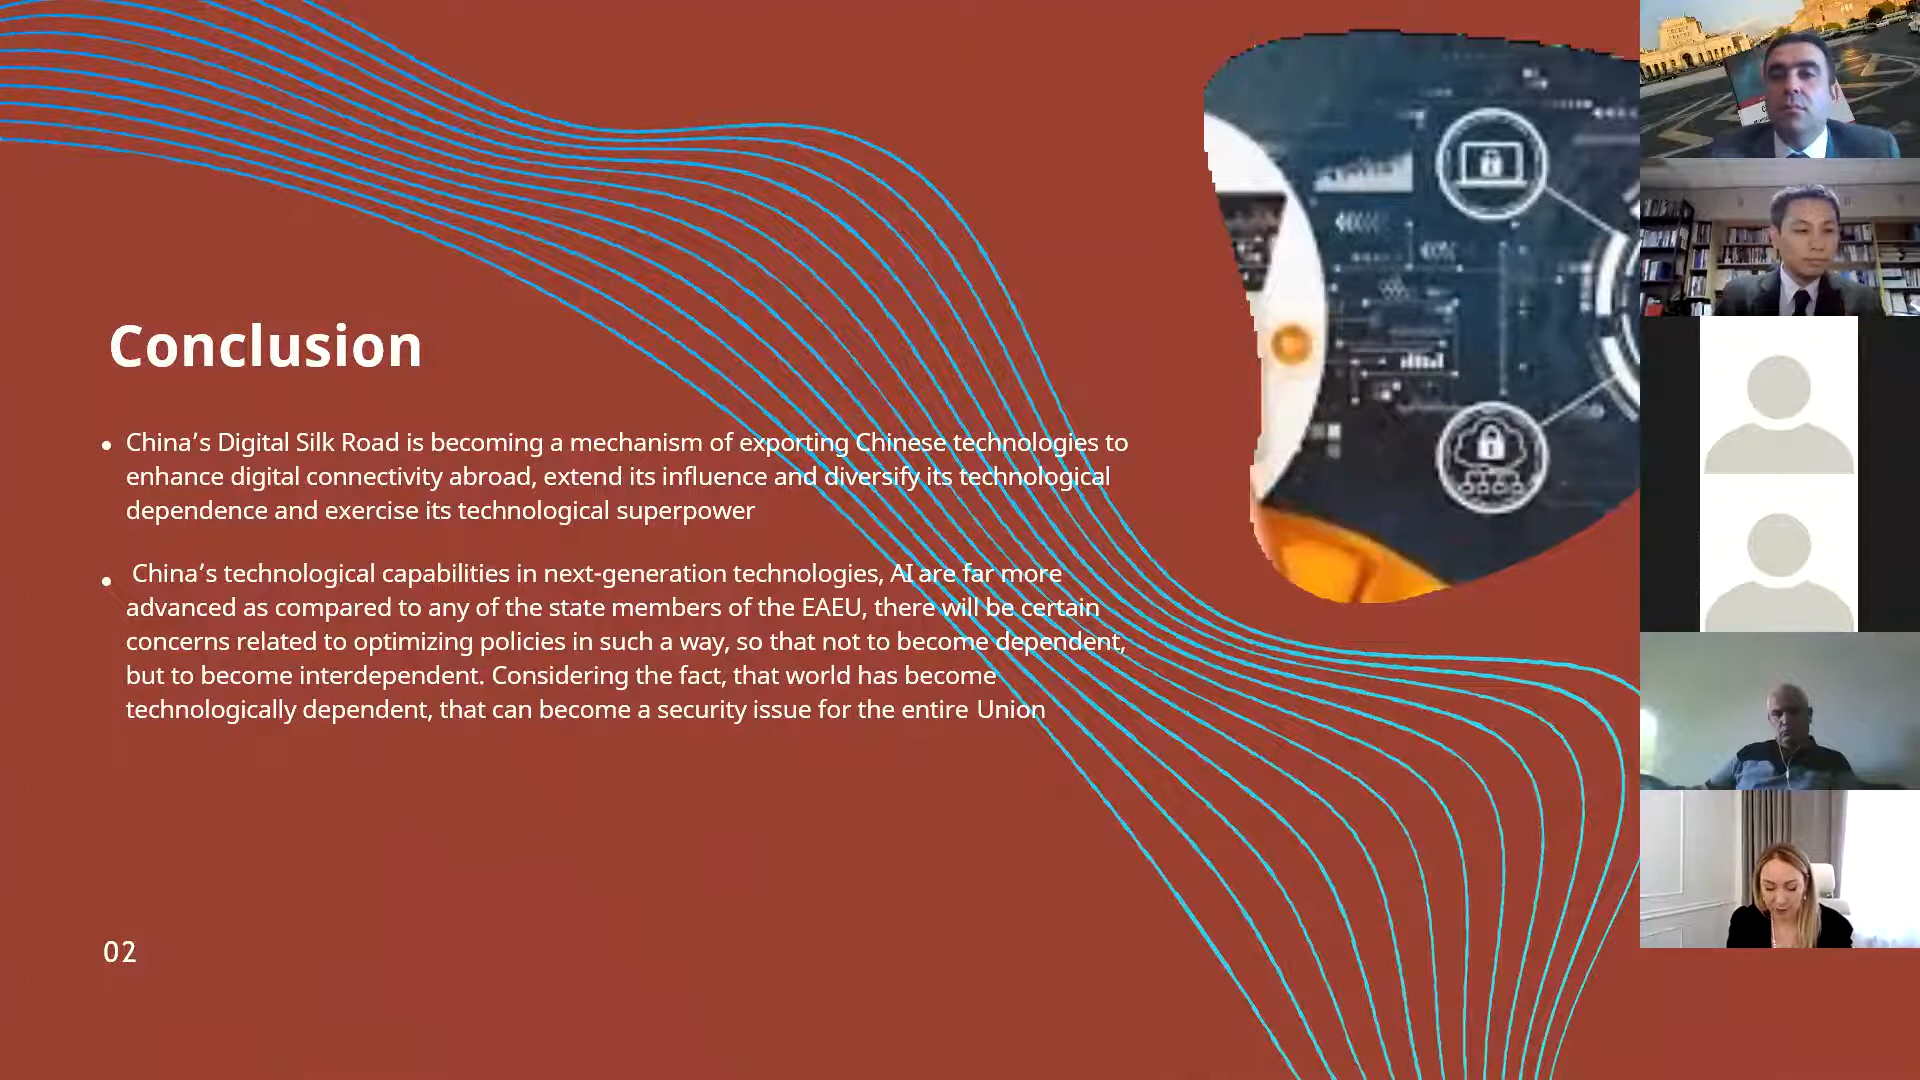 Conclusion
China’s Digital Silk Road is becoming a mechanism of exporting Chinese technologies to
enhance digital connectivity abroad, extend its influence and diversify its technological
dependence and exercise its technological superpower
China’s technological capabilities in next-generation technologies, AI are far more
advanced as compared to any of the state members of the EAEU, there will be certain
concerns related to optimizing policies in such a way, so that not to become dependent,
but to become interdependent. Considering the fact, that world has become
technologically dependent, that can become a security issue for the entire Union
02